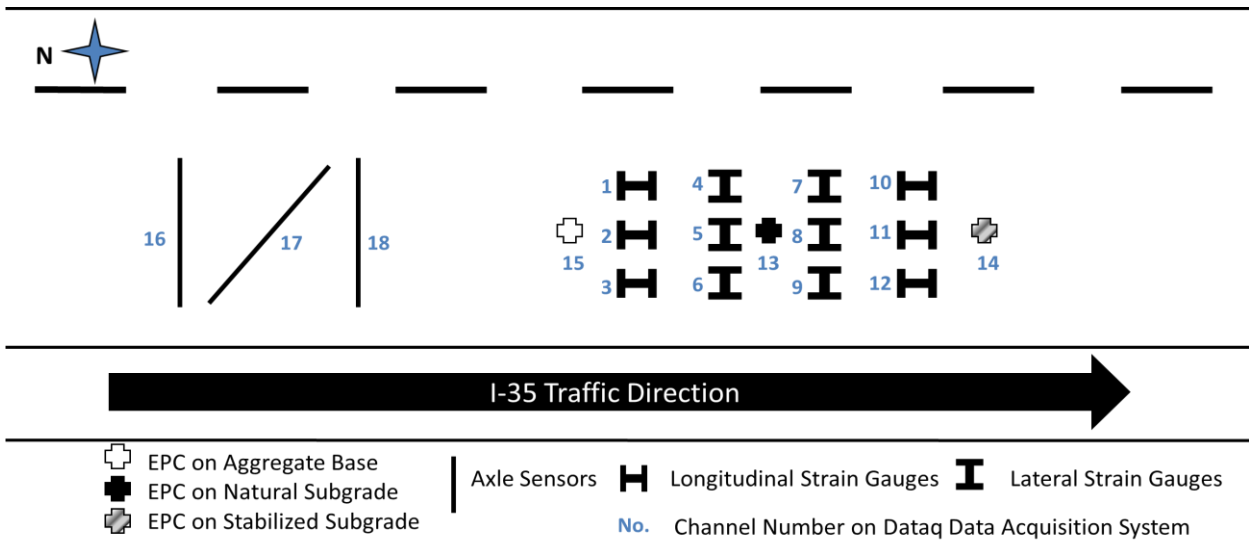 N
1
4
7
10
16
17
18
2
5
8
11
15
13
14
3
6
9
12
I-35 Traffic Direction
EPC on Aggregate Base
EPC on Natural Subgrade
EPC on Stabilized Subgrade
Axle Sensors
Longitudinal Strain Gauges
Lateral Strain Gauges
No. Channel Number on Dataq Data Acquisition System